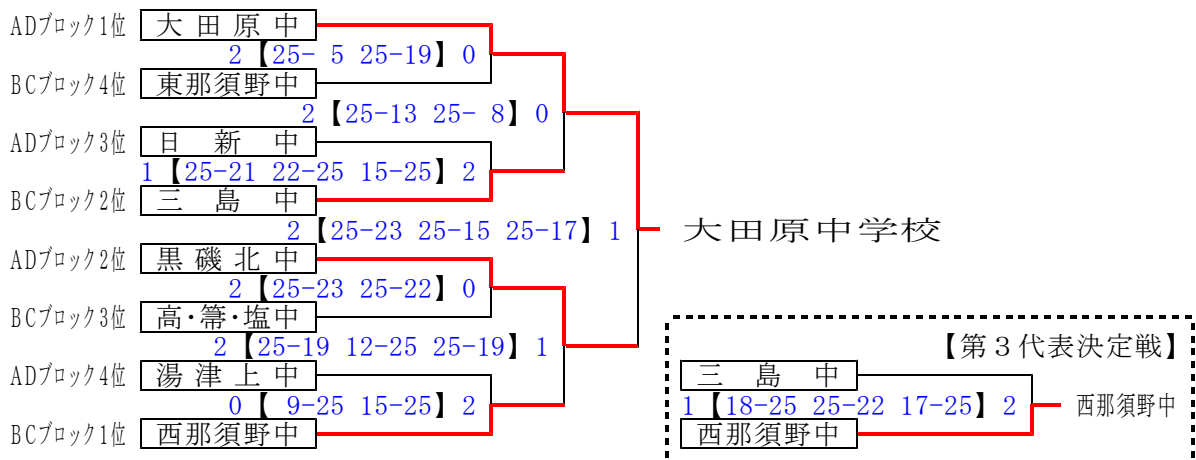 ADブロック1位 大田原中
2【25- 5 25-19】0
BCブロック4位 東那須野中
2【25-13 25- 8】0
ADブロック3位 日新中
1【25-21 22-25 15-25】2
BCブロック2位 三島中
2【25-23 25-15 25-17】1
大田原中学校
ADブロック2位 黒磯北中
2【25-23 25-22】0
BCブロック3位 高・箒・塩中
2【25-19 12-25 25-19】1
ADブロック4位 湯津上中
0【 9-25 15-25】2
BCブロック1位 西那須野中
【第3代表決定戦】
三島中
1【18-25 25-22 17-25】2
西那須野中
西那須野中